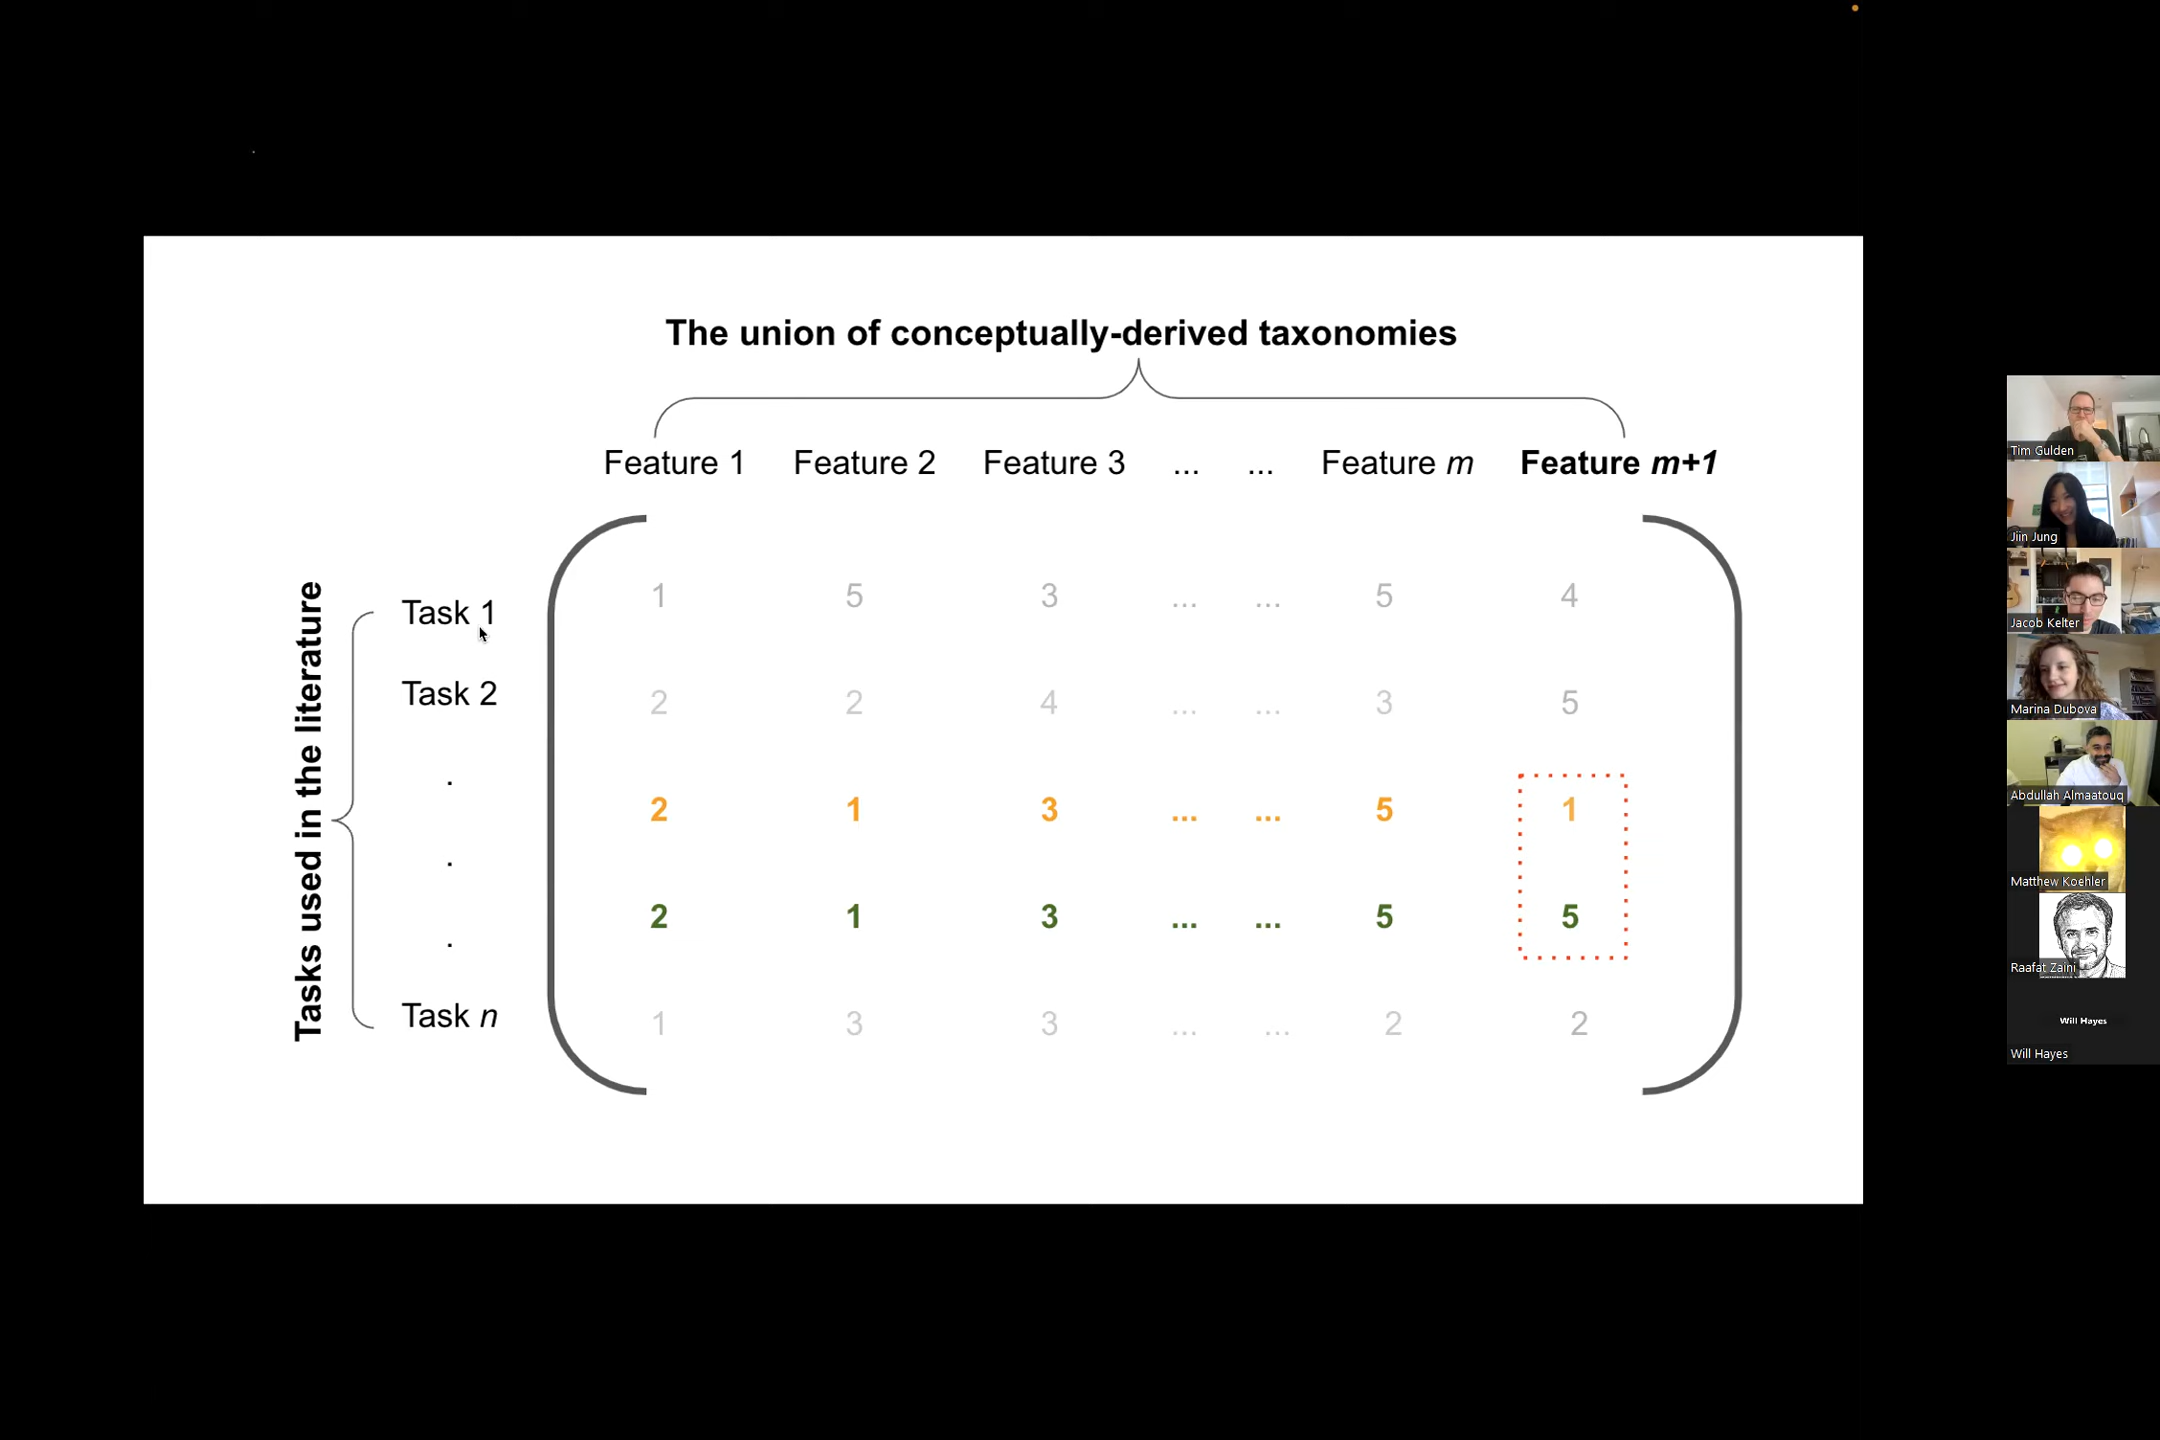 The union of conceptually-derived taxonomies
Feature 1 Feature 2 Feature 3 ... ... Feature m Feature m+1
Tasks used in the literature
Task 1 1 5 3 ... ... 5 4
Task 2 2 2 4 ... ... 3 5
. 2 1 3 ... ... 5 1
. 2 1 3 ... ... 5 5
.
Task n 1 3 3 ... ... 2 2
Tim Gulden
Jiin Jung
Jacob Kelter
Marina Dubova
Abdullah Almaatouq
Matthew Koehler
Raafat Zaini
Will Hayes
Will Hayes